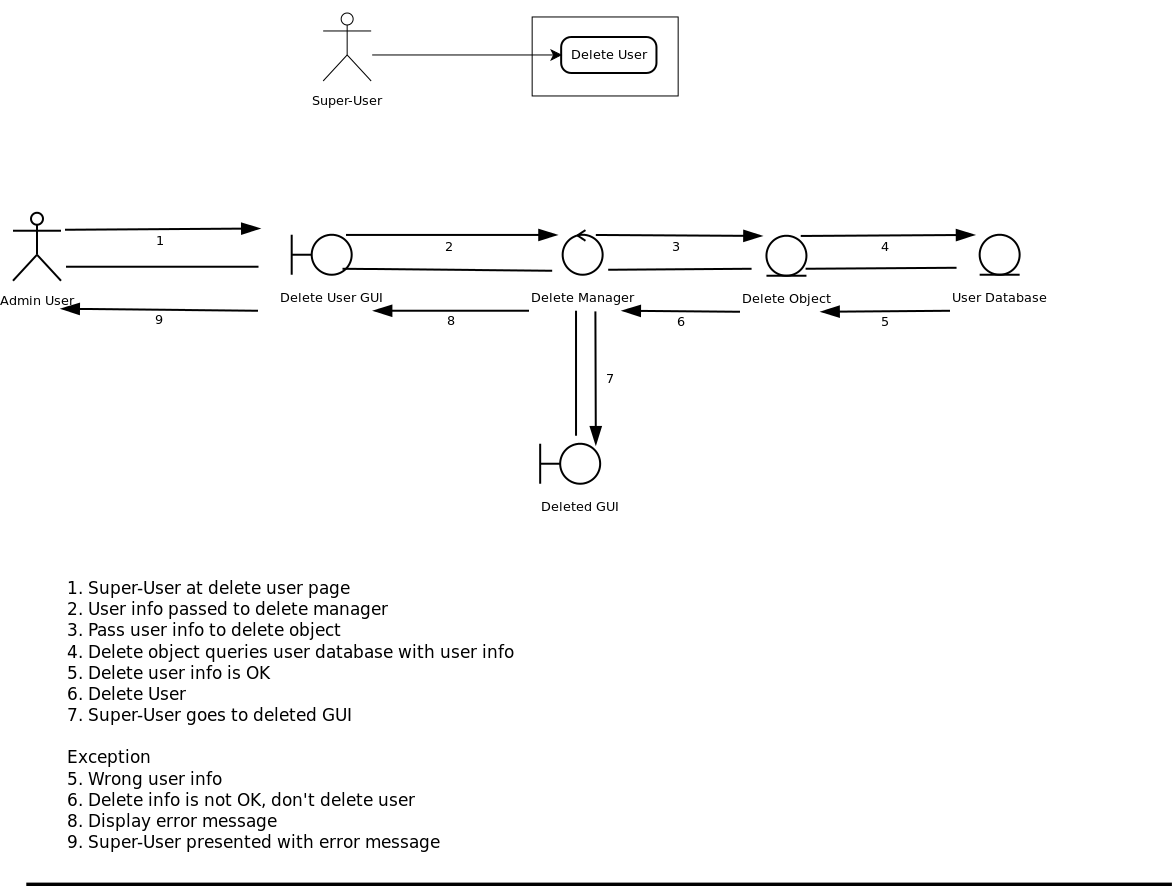 Delete User
Super-User
1
2
3
4
Admin User
Delete User GUI
Delete Manager
Delete Object
User Database
9
8
6
5
7
Deleted GUI
1. Super-User at delete user page
2. User info passed to delete manager
3. Pass user info to delete object
4. Delete object queries user database with user info
5. Delete user info is OK
6. Delete User
7. Super-User goes to deleted GUI
Exception
5. Wrong user info
6. Delete info is not OK, don't delete user
8. Display error message
9. Super-User presented with error message